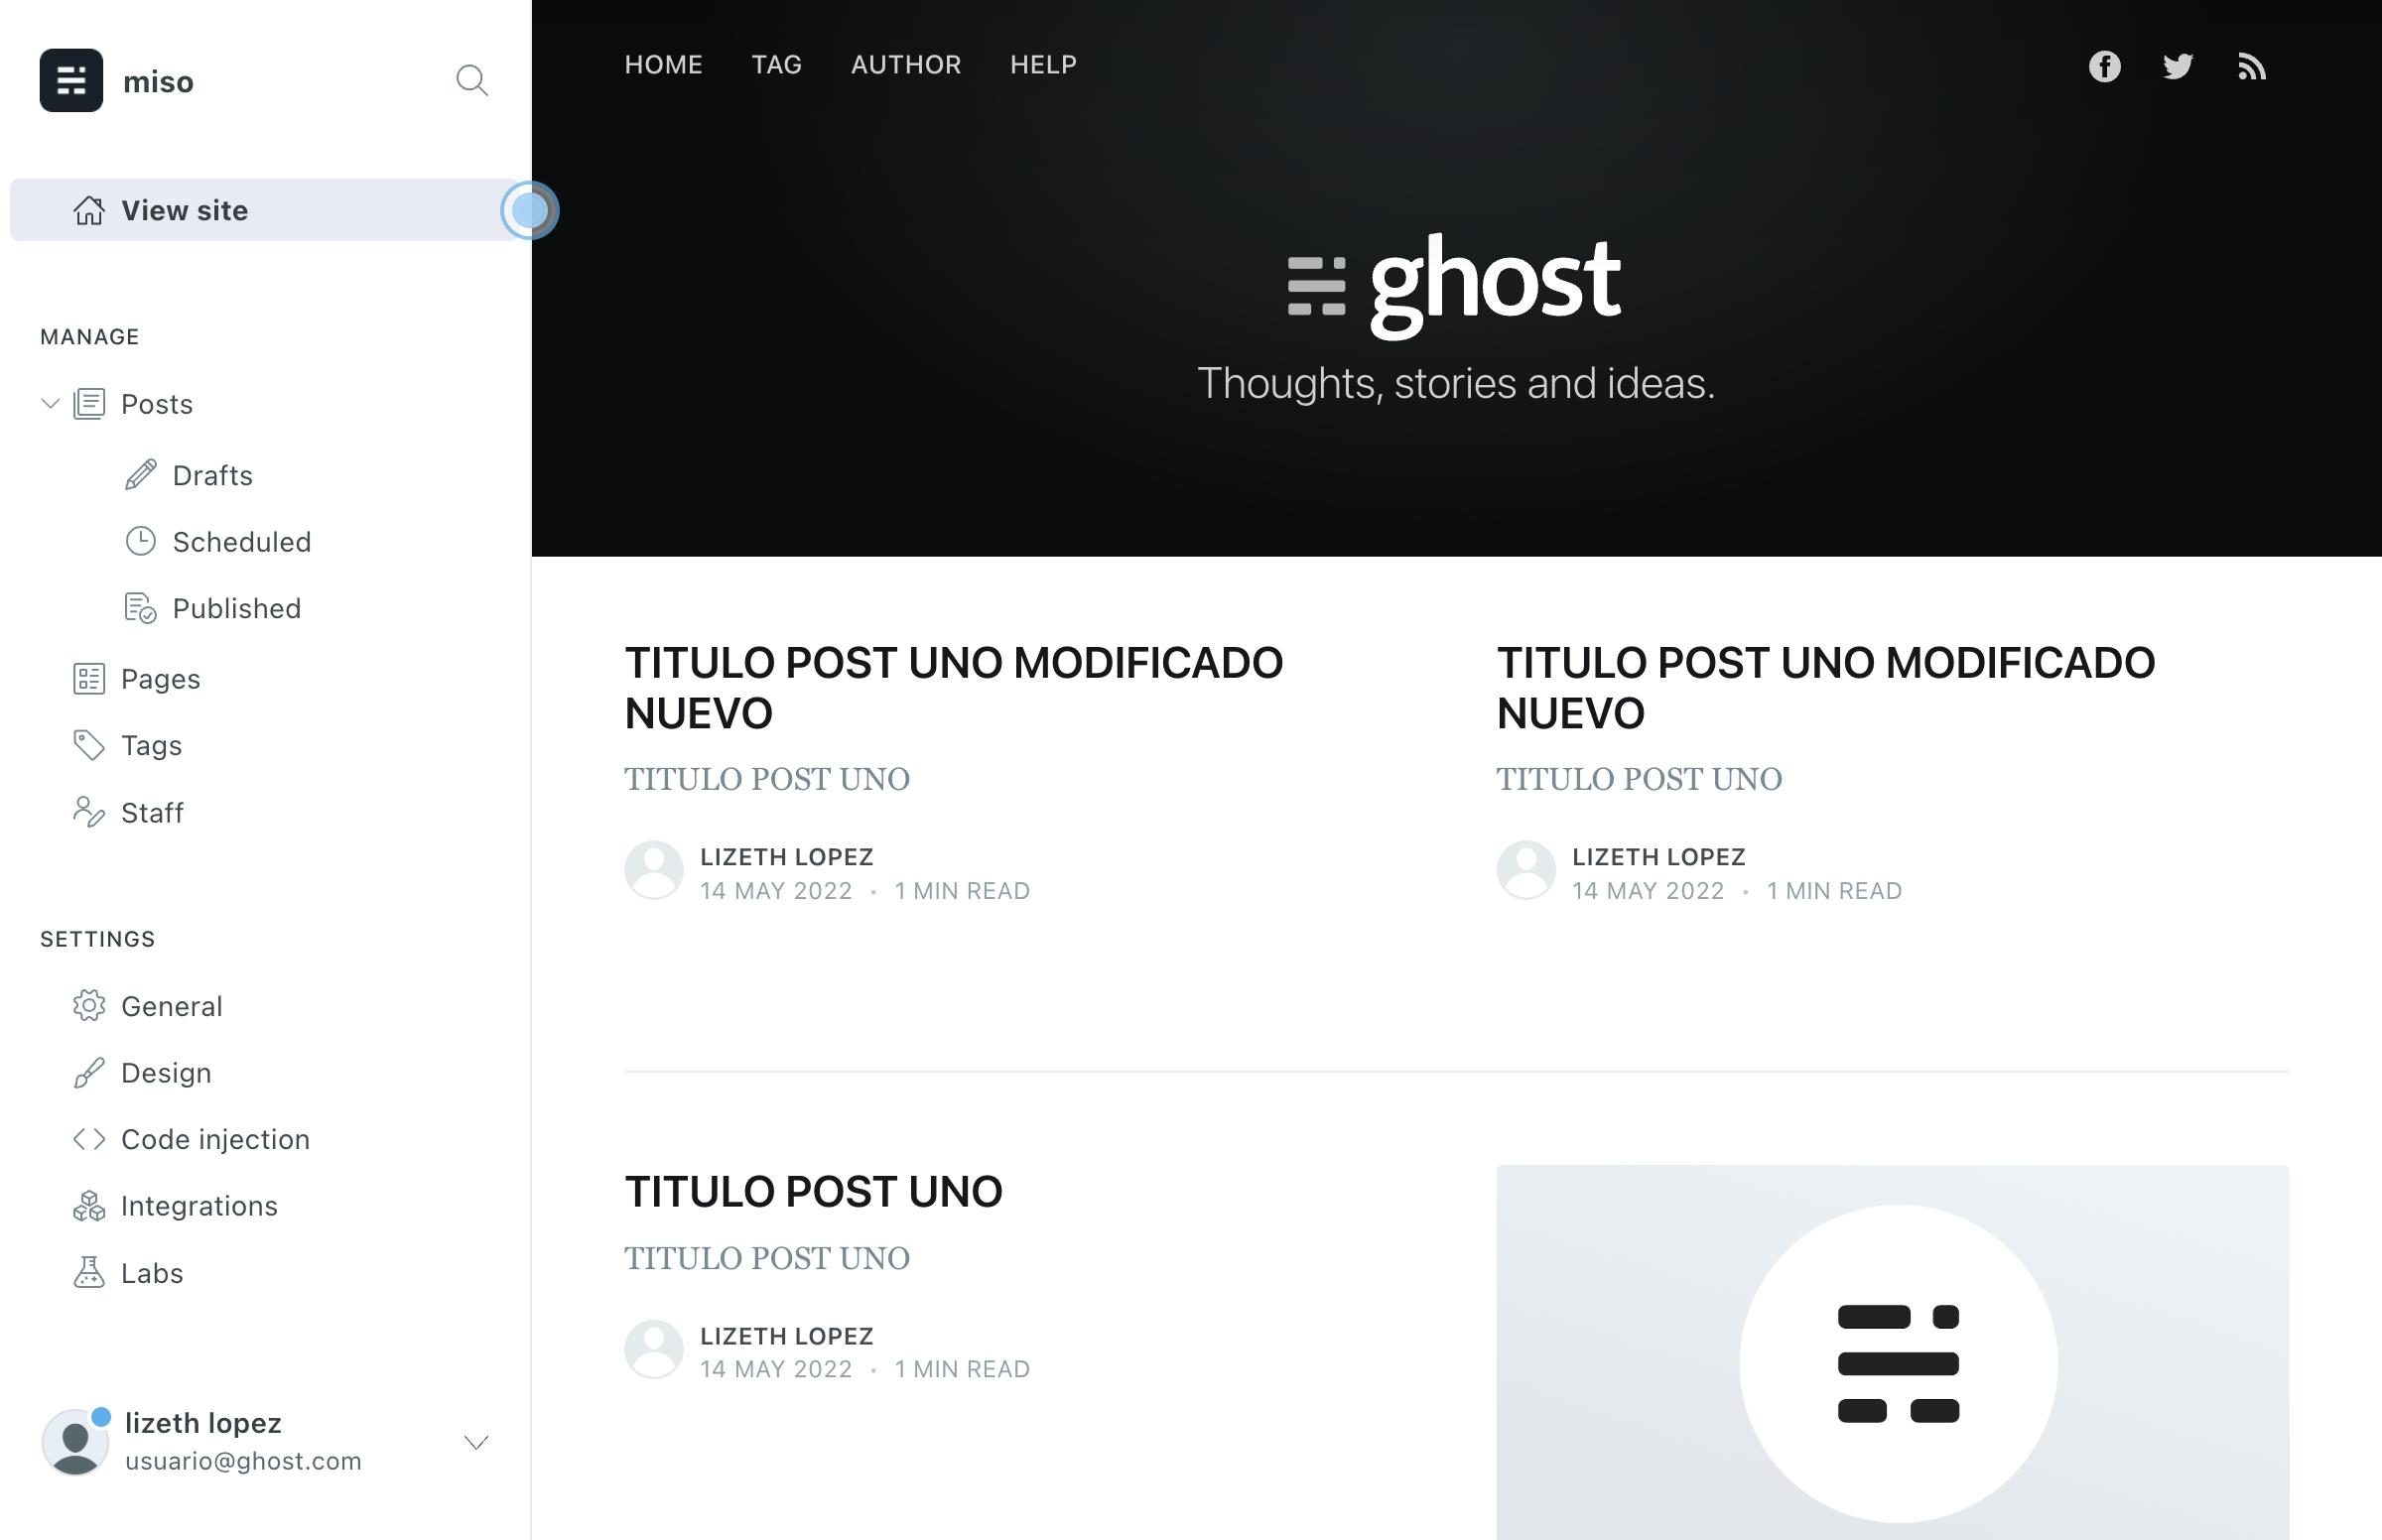 miso
View site
MANAGE
Posts
Drafts
Scheduled
Published
Pages
Tags
Staff
SETTINGS
General
Design
Code injection
Integrations
Labs
lizeth lopez
usuario@ghost.com
HOME TAG AUTHOR HELP
ghost
Thoughts, stories and ideas.
TITULO POST UNO MODIFICADO
NUEVO
TITULO POST UNO
LIZETH LOPEZ
14 MAY 2022 • 1 MIN READ
TITULO POST UNO MODIFICADO
NUEVO
TITULO POST UNO
LIZETH LOPEZ
14 MAY 2022 • 1 MIN READ
TITULO POST UNO
TITULO POST UNO
LIZETH LOPEZ
14 MAY 2022 • 1 MIN READ